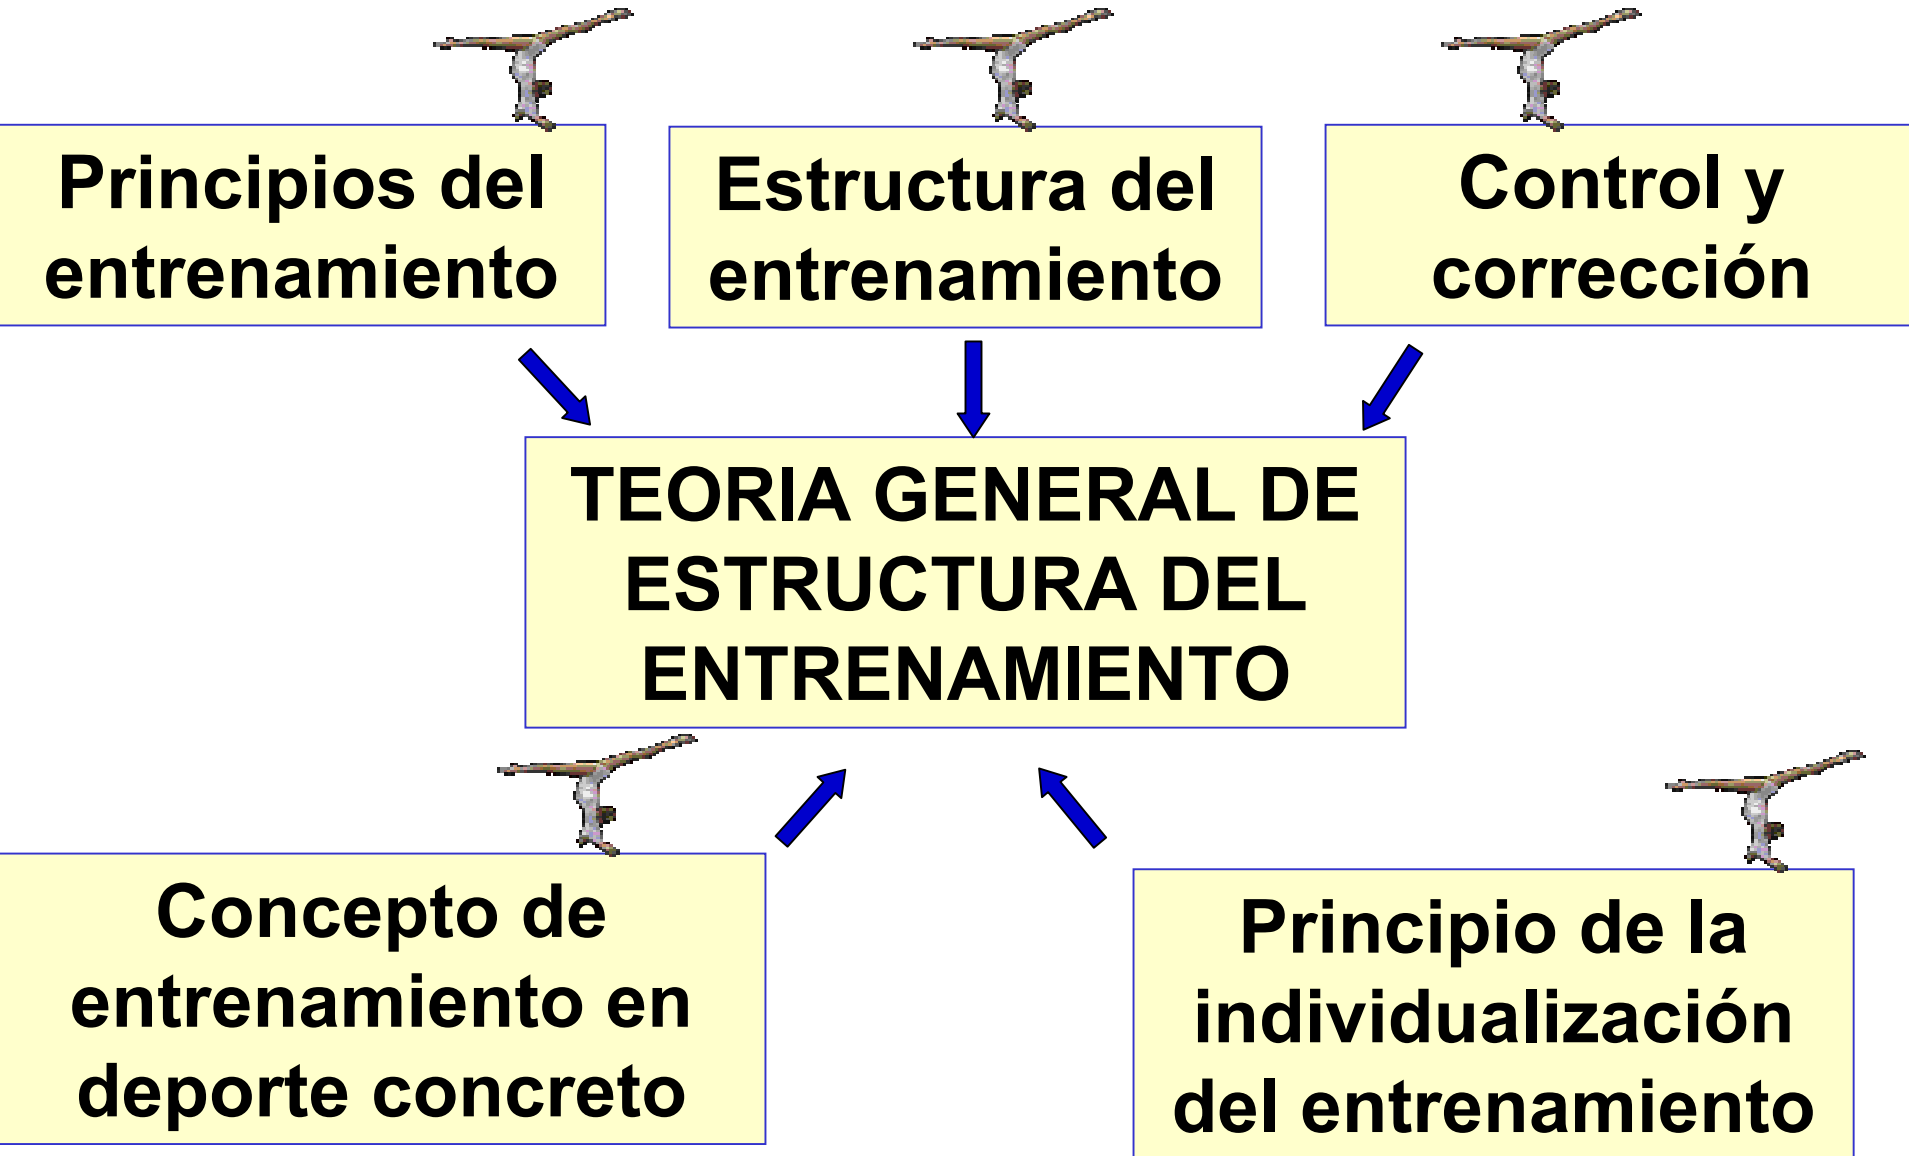 Principios del
entrenamiento
Estructura del
entrenamiento
Control y
corrección
TEORIA GENERAL DE
ESTRUCTURA DEL
ENTRENAMIENTO
Concepto de
entrenamiento en
deporte concreto
Principio de la
individualización
del entrenamiento